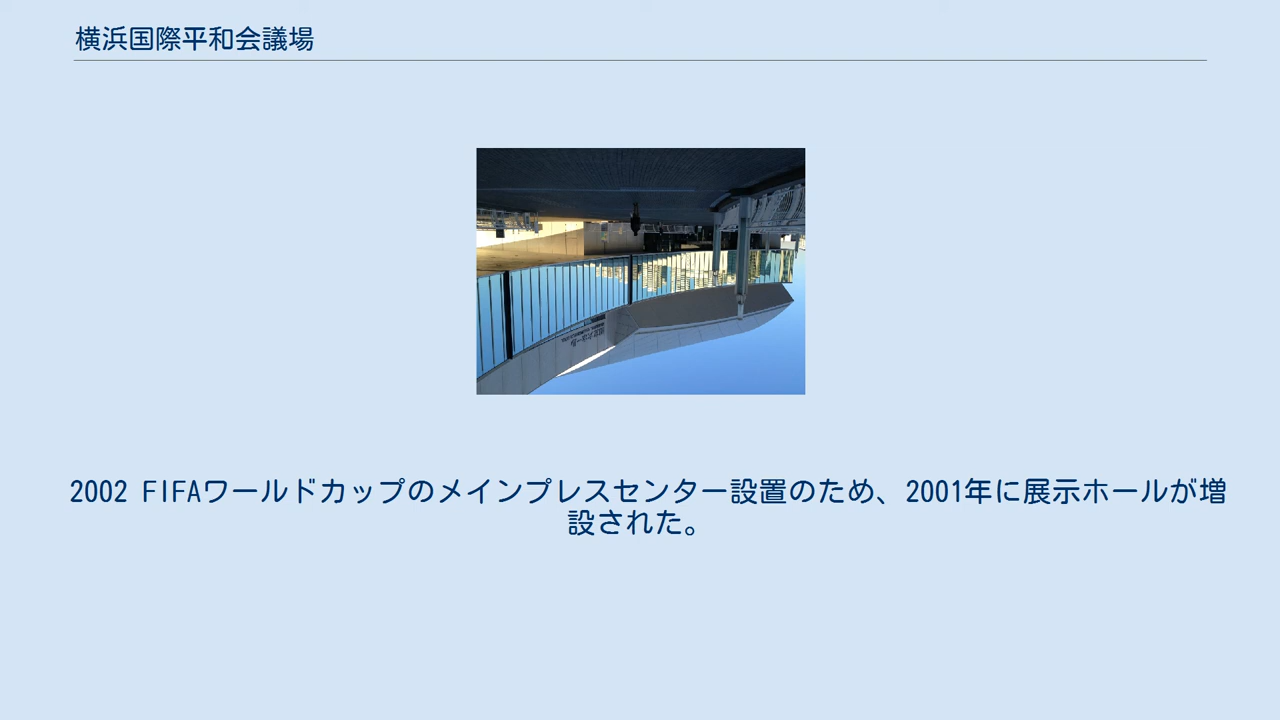 横浜国際平和会議場
2002 FIFAワールドカップのメインプレスセンター設置のため、2001年に展示ホールが増
設された。